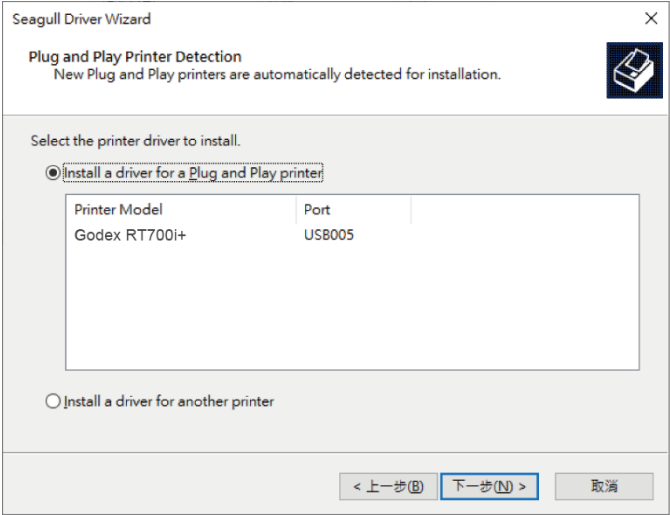 Seagull Driver Wizard
Plug and Play Printer Detection
New Plug and Play printers are automatically detected for installation.
Select the printer driver to install.
Install a driver for a Plug and Play printer
Printer Model Port
Godex RT700i+ USB005
Install a driver for another printer
< 上一步(B) 下一步(N) > 取消